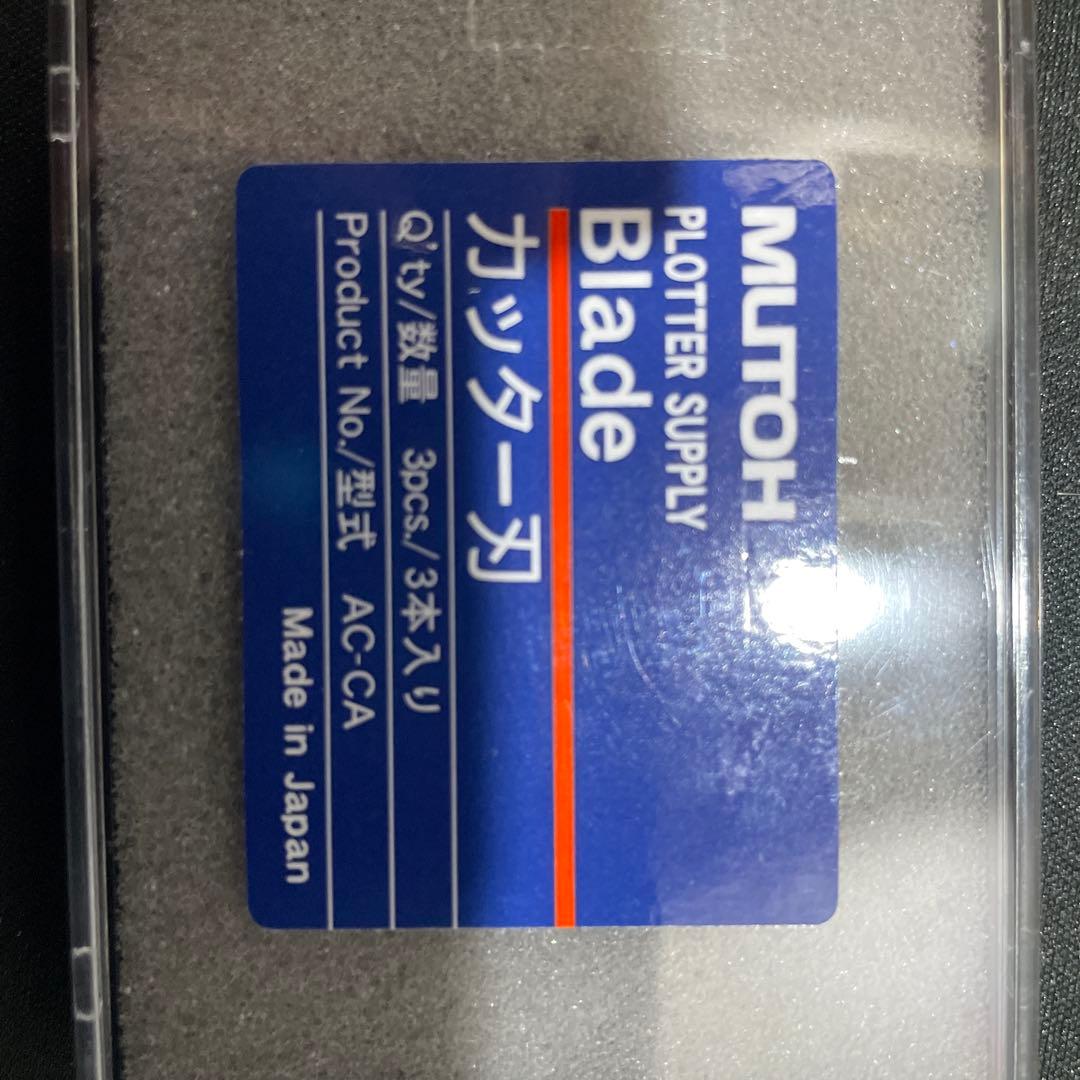 MUTOH
PLOTTER SUPPLY
Blade
カッター刃
Q'ty/数量 3pcs./3本入り
Product No./型式 AC-CA
Made in Japan